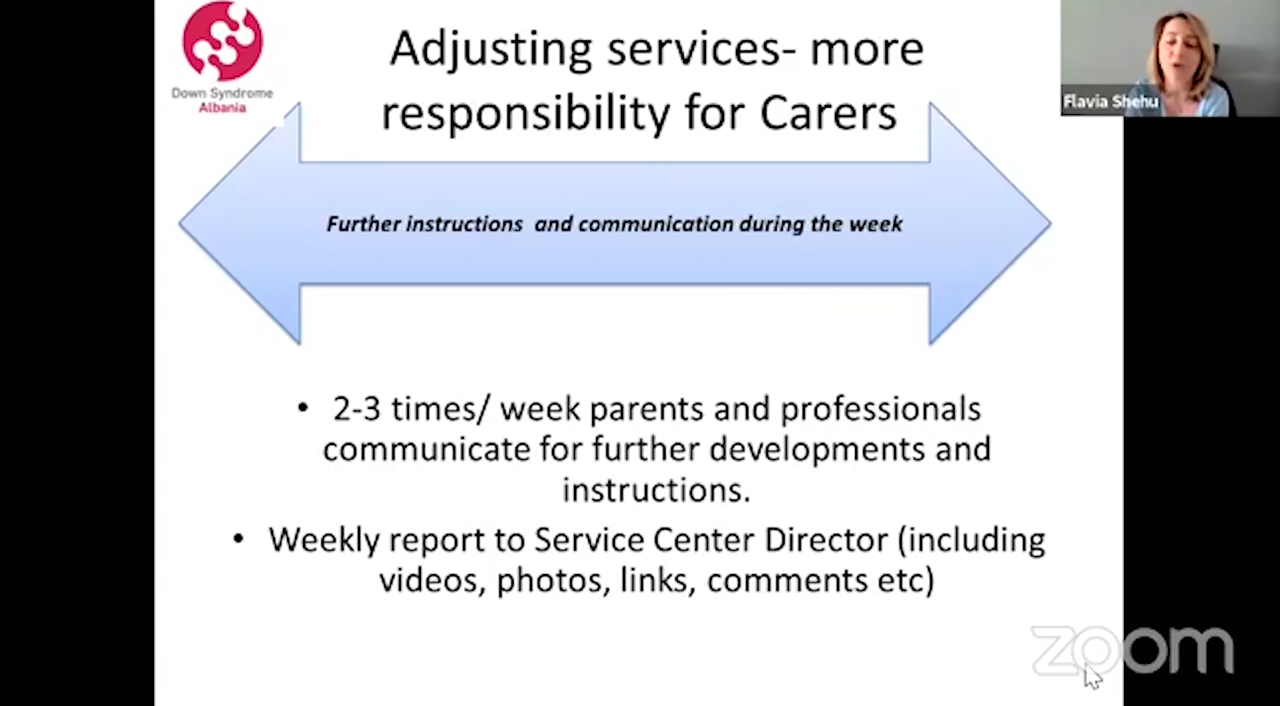 Down Syndrome
Albania
Adjusting services- more
responsibility for Carers
Flavia Shehu
Further instructions  and communication during the week
• 2-3 times/ week parents and professionals
communicate for further developments and
instructions.
• Weekly report to Service Center Director (including
videos, photos, links, comments etc)
zoom